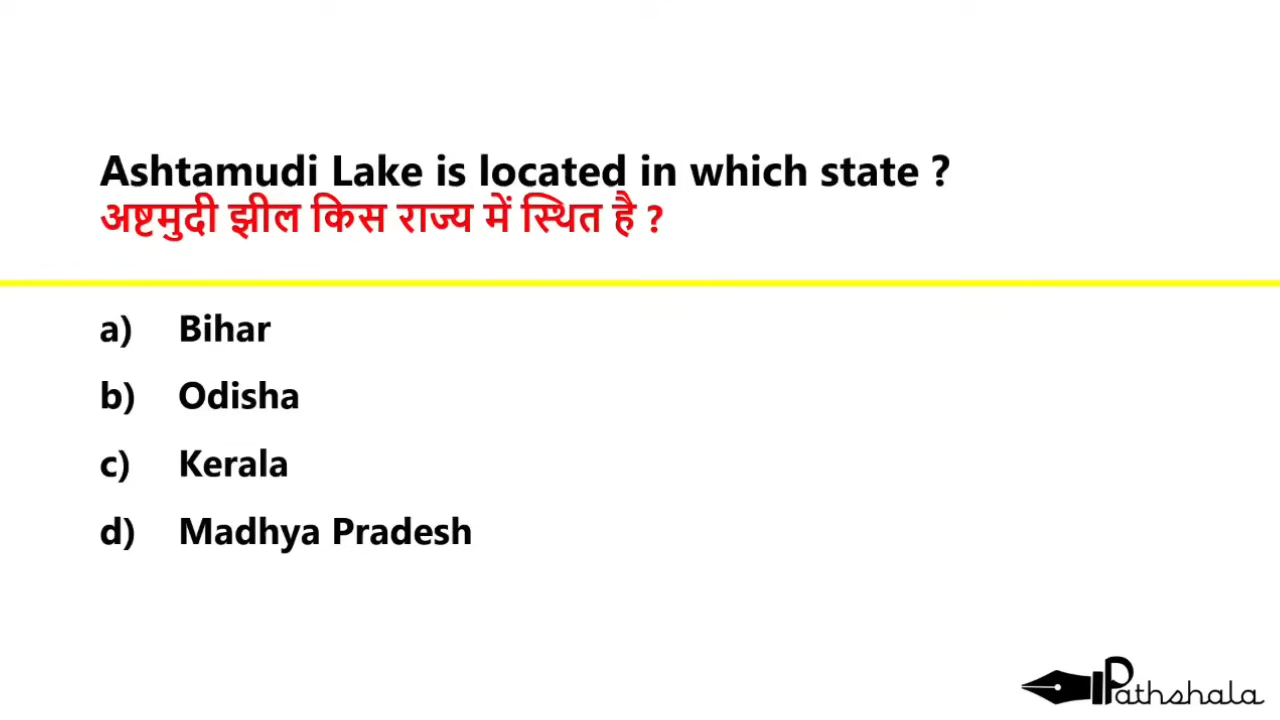 Ashtamudi Lake is located in which state ?
अष्टमुदी झील किस राज्य में स्थित है ?
a) Bihar
b) Odisha
c) Kerala
d) Madhya Pradesh
Pathshala